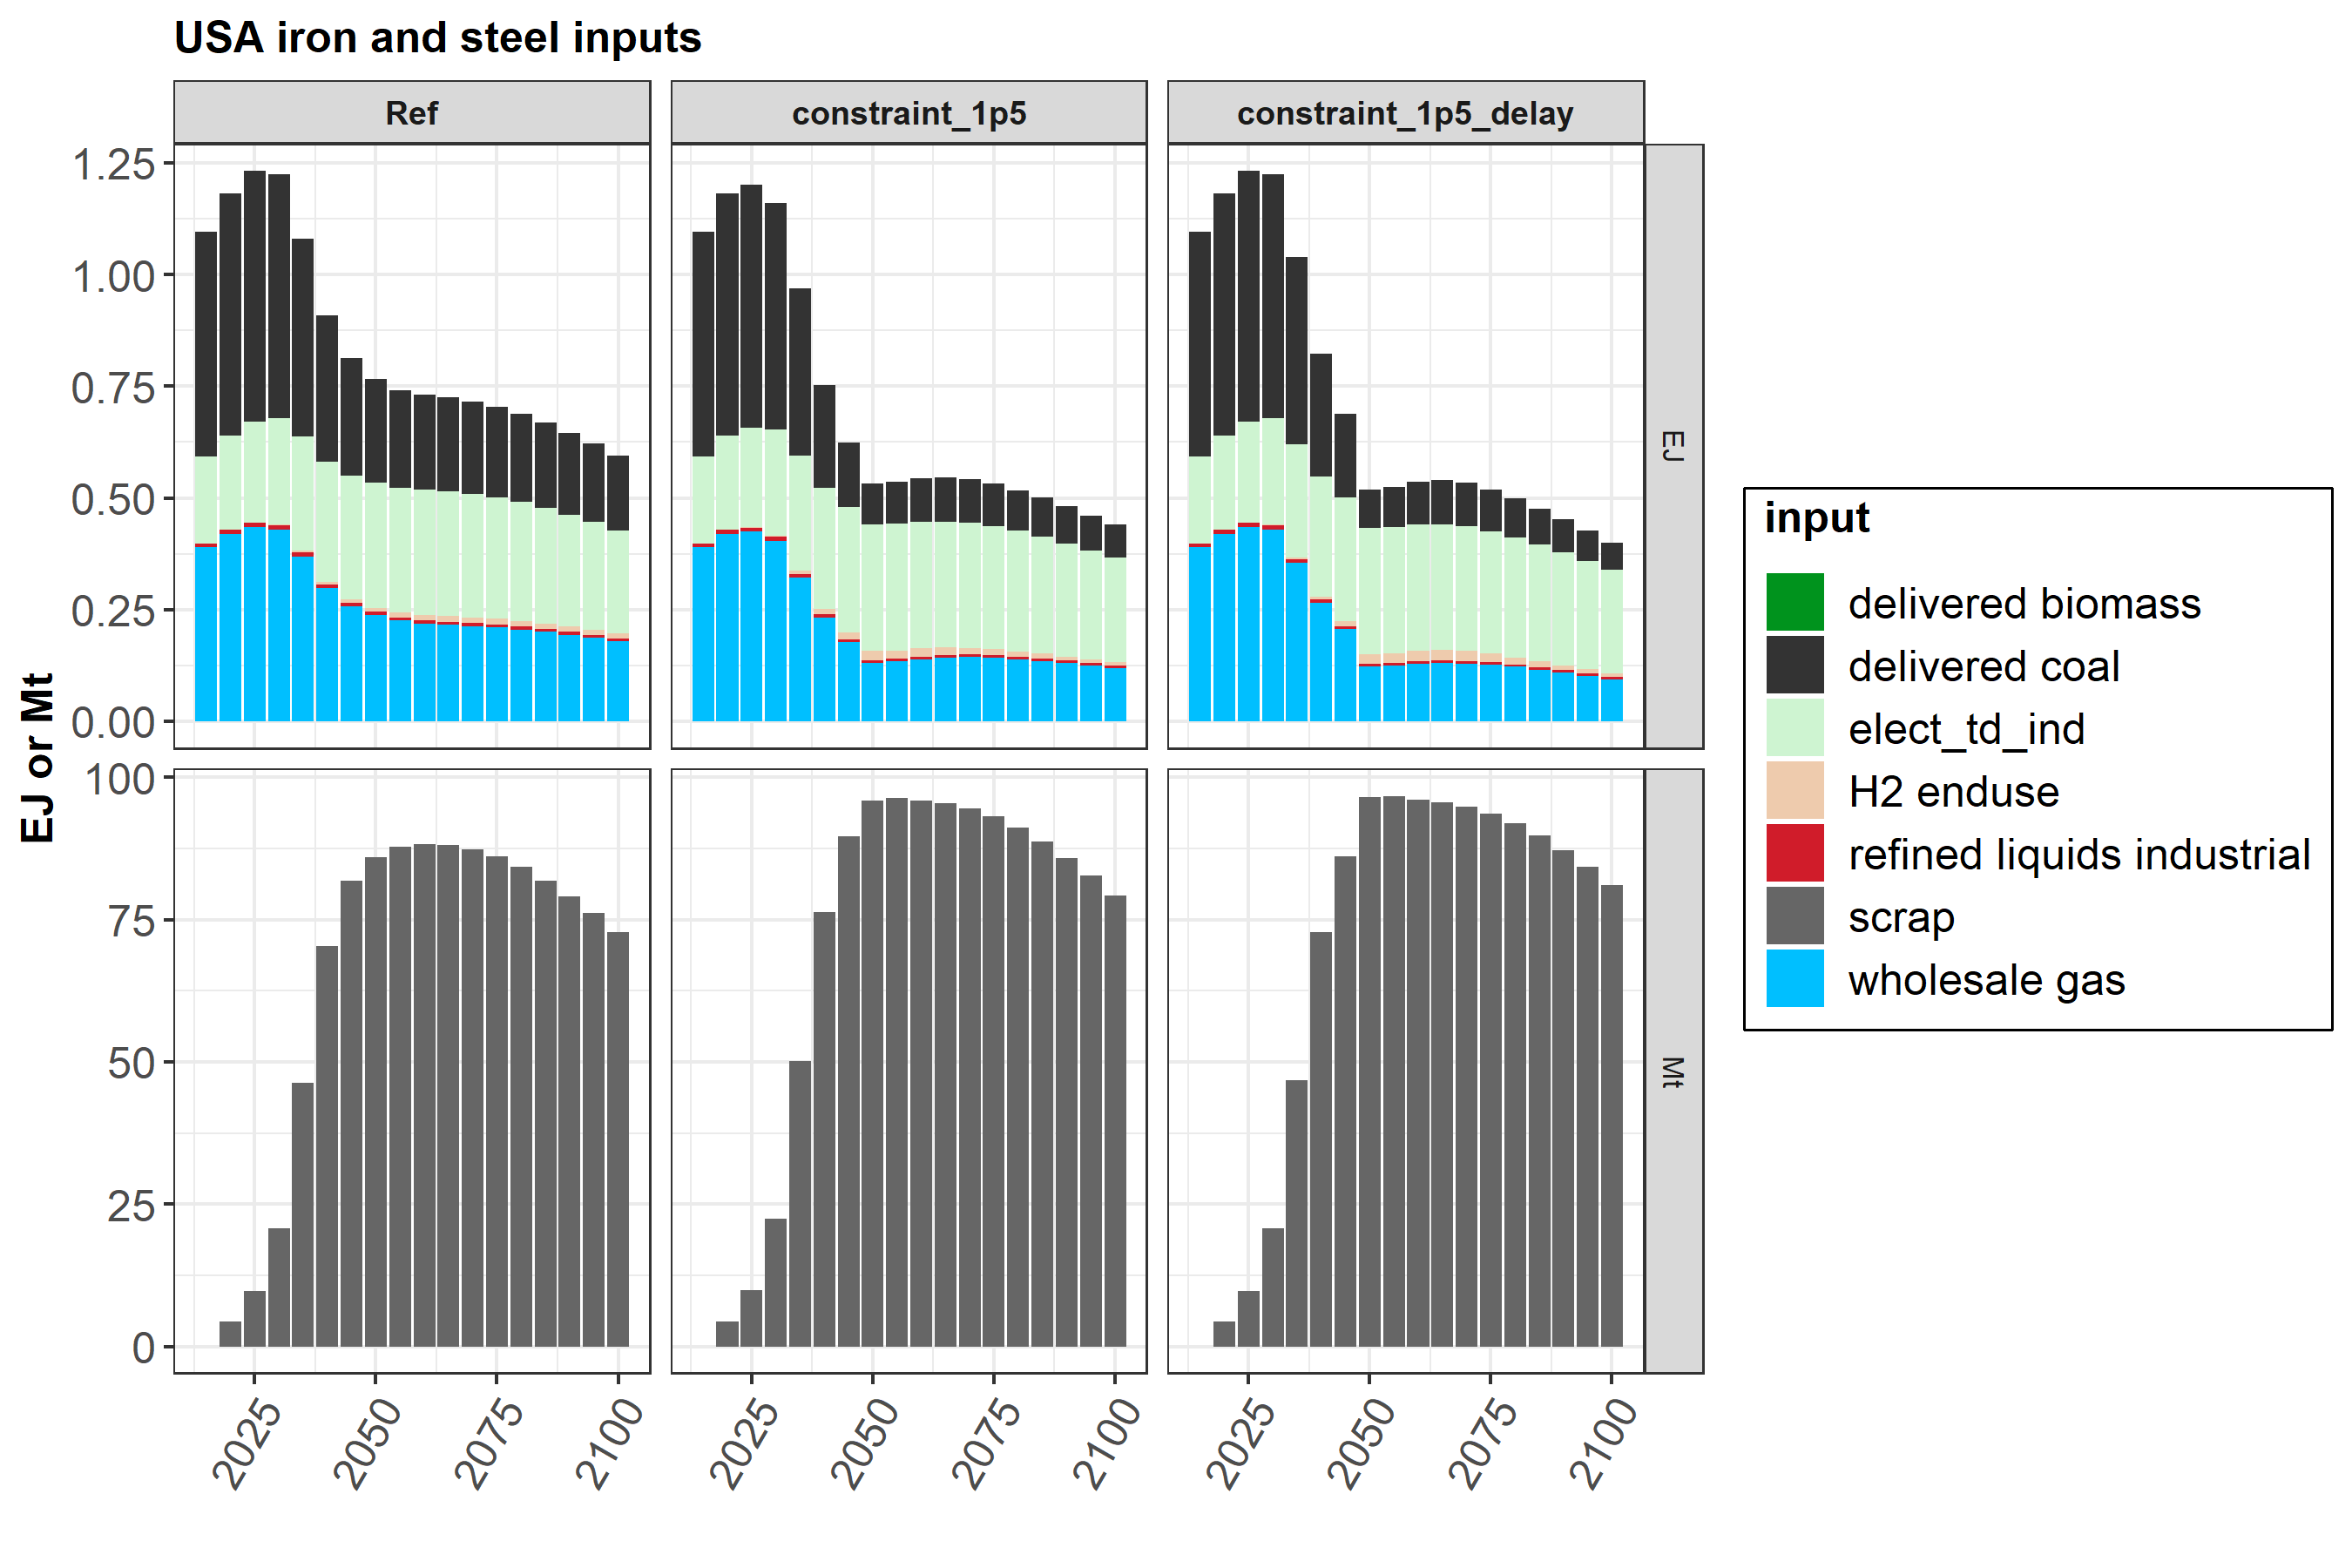 USA iron and steel inputs
Ref
constraint_1p5
constraint_1p5_delay
1.25
1.00
0.75
0.50
0.25
0.00
EJ
100
75
50
25
0
Mt
EJ or Mt
2025
2050
2075
2100
2025
2050
2075
2100
2025
2050
2075
2100
input
delivered biomass
delivered coal
elect_td_ind
H2 enduse
refined liquids industrial
scrap
wholesale gas